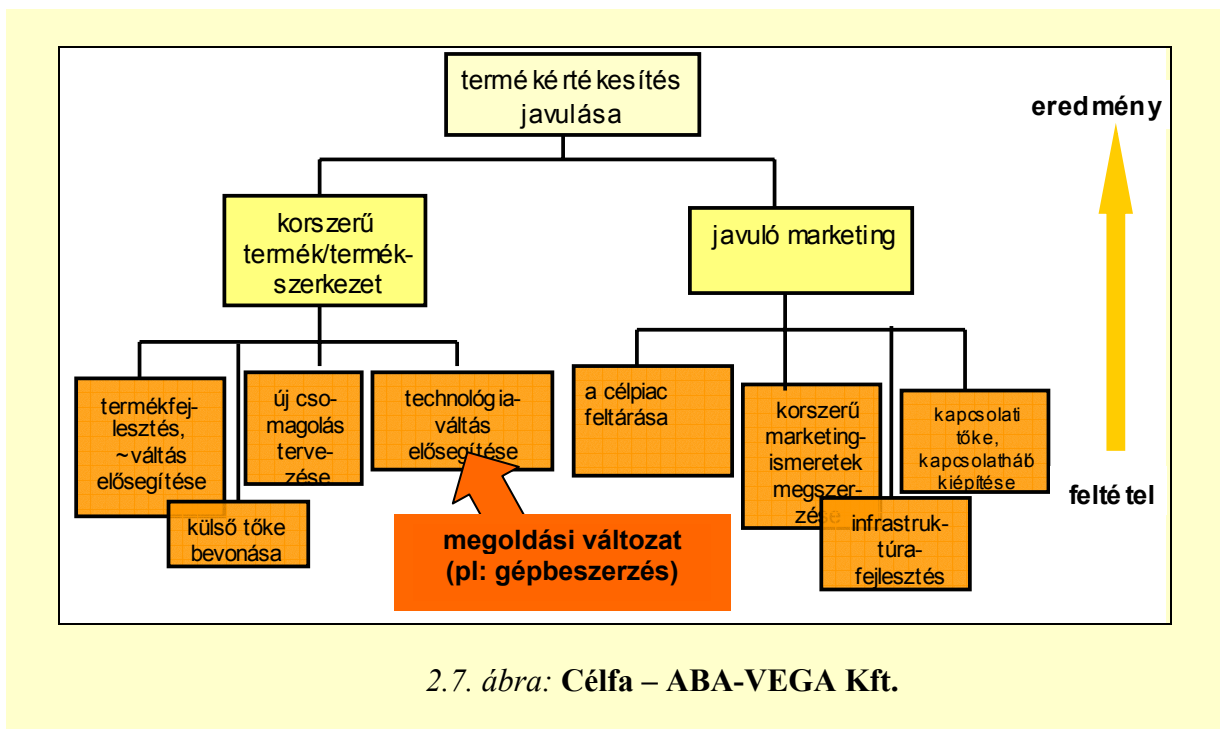 termékértékesítés
javulása
eredmény
korszerű
termék/termék-
szerkezet
javuló marketing
termékfej-
lesztés,
~váltás
elősegítése
külső tőke
bevonása
új cso-
magolás
terve-
zése
technológia-
váltás
elősegítése
a célpiac
feltárása
korszerű
marketing-
ismeretek
megszer-
zése
infrastruk-
túra-
fejlesztés
kapcsolati
tőke,
kapcsolatháló
kiépítése
feltétel
megoldási változat
(pl: gépbeszerzés)
2.7. ábra: Célfa – ABA-VEGA Kft.